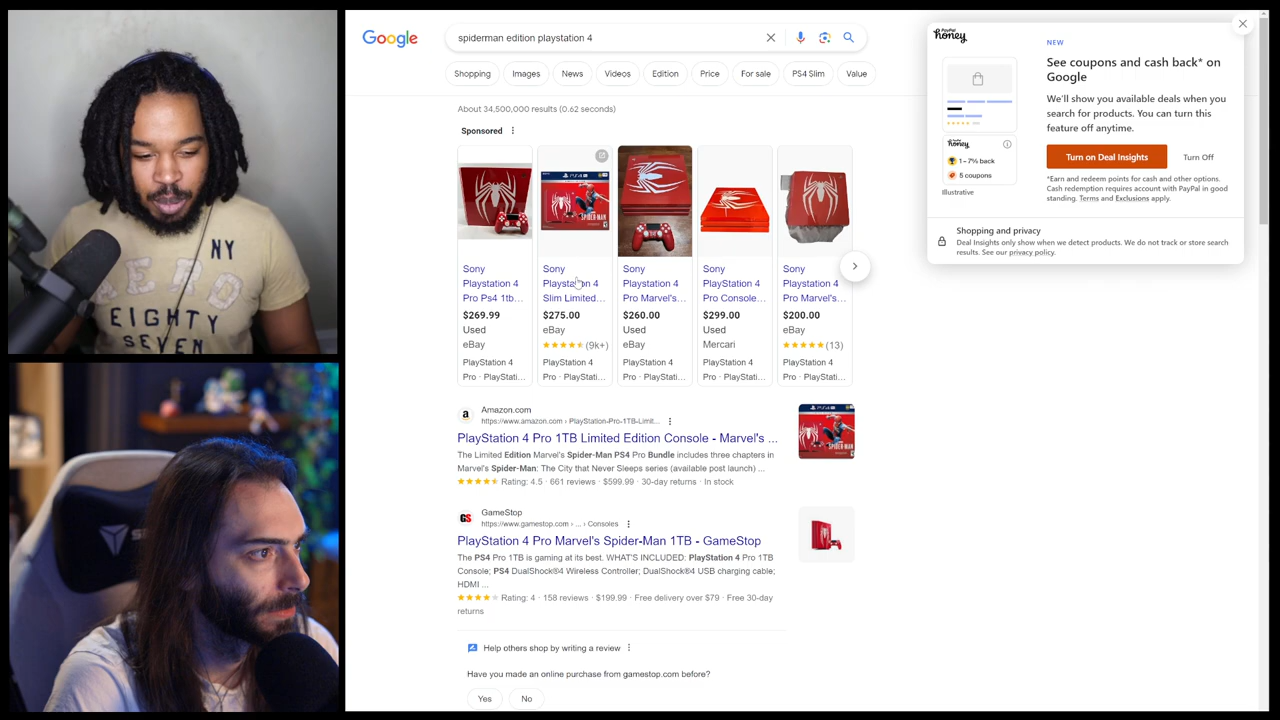 NY
BEARD
EIGHTY
SEVEN
Google
spiderman edition playstation 4
Shopping
Images
News
Videos
Edition
Price
For sale
PS4 Slim
Value
About 34,500,000 results (0.62 seconds)
Sponsored
Sony
Playstation 4
Pro Ps4 1tb...
$269.99
Used
eBay
PlayStation 4
Pro · PlayStati...
Sony
Playstation 4
Slim Limited...
$275.00
eBay
(9k+)
PlayStation 4
Pro · PlayStati...
Sony
Playstation 4
Pro Marvel's...
$260.00
Used
eBay
PlayStation 4
Pro · PlayStati...
Sony
PlayStation 4
Pro Console...
$299.00
Used
Mercari
PlayStation 4
Pro · PlayStati...
Sony
Playstation 4
Pro Marvel's...
$200.00
eBay
(13)
PlayStation 4
Pro · PlayStati...
a
Amazon.com
https://www.amazon.com › PlayStation-Pro-1TB-Limit...
PlayStation 4 Pro 1TB Limited Edition Console - Marvel's ...
The Limited Edition Marvel's Spider-Man PS4 Pro Bundle includes three chapters in
Marvel's Spider-Man: The City that Never Sleeps series (available post launch) ...
Rating: 4.5 · 661 reviews · $599.99 · 30-day returns · In stock
GS
GameStop
https://www.gamestop.com › ... › Consoles
PlayStation 4 Pro Marvel's Spider-Man 1TB - GameStop
The PS4 Pro 1TB is gaming at its best. WHAT'S INCLUDED: PlayStation 4 Pro 1TB
Console; PS4 DualShock®4 Wireless Controller; DualShock®4 USB charging cable;
HDMI ...
Rating: 4 · 158 reviews · $199.99 · Free delivery over $79 · Free 30-day
returns
Help others shop by writing a review
Have you made an online purchase from gamestop.com before?
Yes
No
PayPal
honey
NEW
See coupons and cash back* on
Google
We'll show you available deals when you
search for products. You can turn this
feature off anytime.
Turn on Deal Insights
Turn Off
*Earn and redeem points for cash and other options.
Cash redemption requires account with PayPal in good
standing. Terms and Exclusions apply.
honey
1 – 7% back
5 coupons
Illustrative
Shopping and privacy
Deal Insights only show when we detect products. We do not track or store search
results. See our privacy policy.